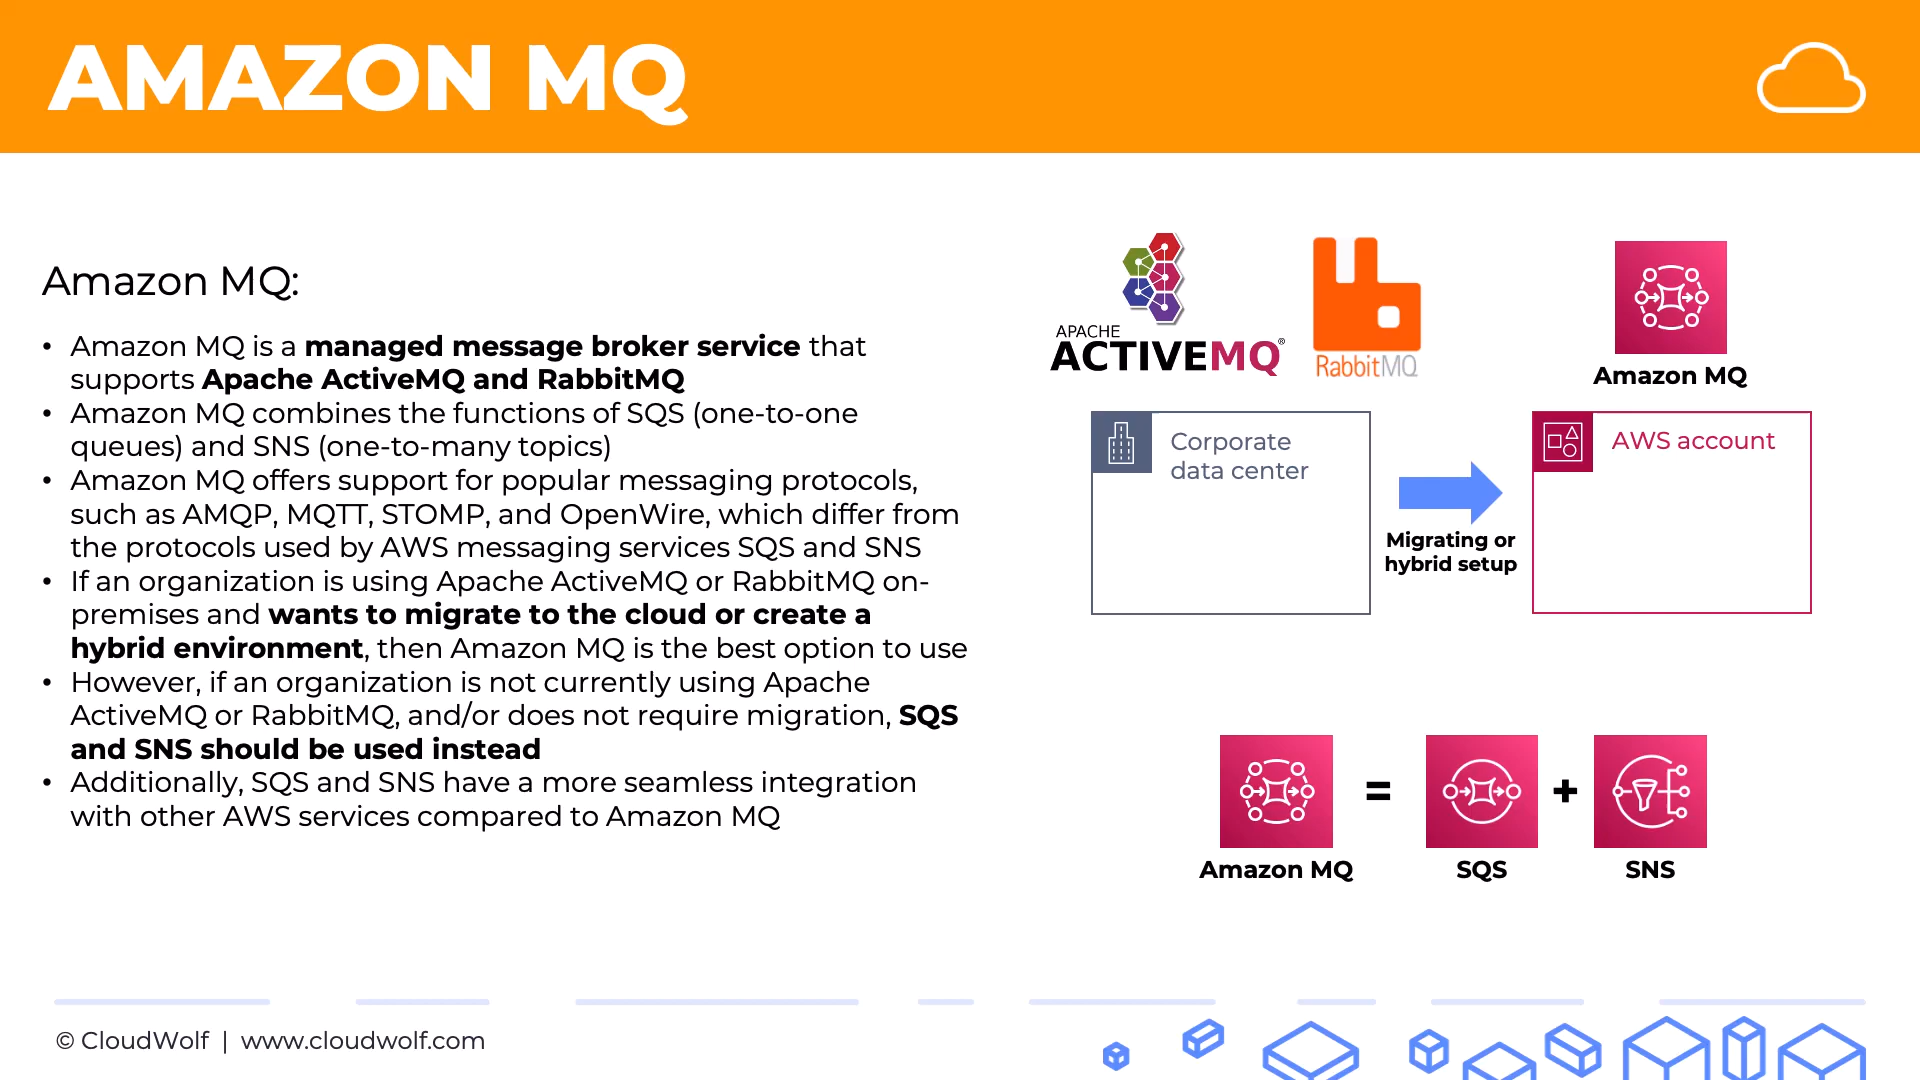 AMAZON MQ
Amazon MQ:
• Amazon MQ is a managed message broker service that
supports Apache ActiveMQ and RabbitMQ
• Amazon MQ combines the functions of SQS (one-to-one
queues) and SNS (one-to-many topics)
• Amazon MQ offers support for popular messaging protocols,
such as AMQP, MQTT, STOMP, and OpenWire, which differ from
the protocols used by AWS messaging services SQS and SNS
• If an organization is using Apache ActiveMQ or RabbitMQ on-
premises and wants to migrate to the cloud or create a
hybrid environment, then Amazon MQ is the best option to use
• However, if an organization is not currently using Apache
ActiveMQ or RabbitMQ, and/or does not require migration, SQS
and SNS should be used instead
• Additionally, SQS and SNS have a more seamless integration
with other AWS services compared to Amazon MQ
APACHE
ACTIVEMQ®
RabbitMQ
Amazon MQ
Corporate
data center
Migrating or
hybrid setup
AWS account
= +
Amazon MQ SQS SNS
© CloudWolf | www.cloudwolf.com